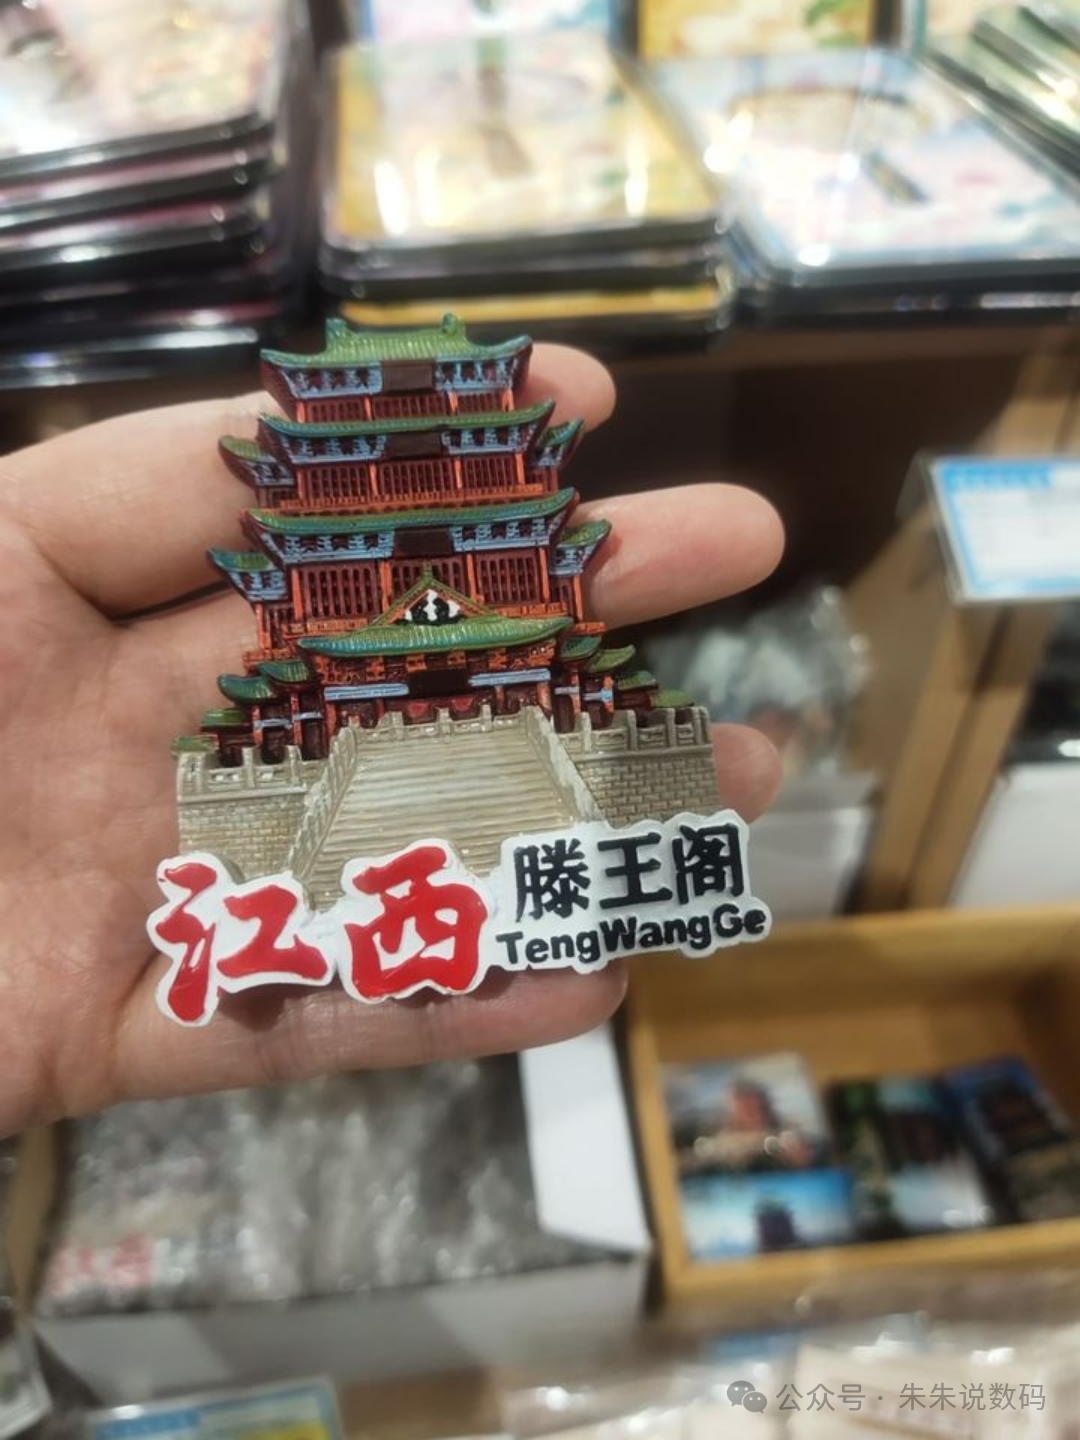 江西
滕王阁
TengWangGe
公众号 · 朱朱说数码